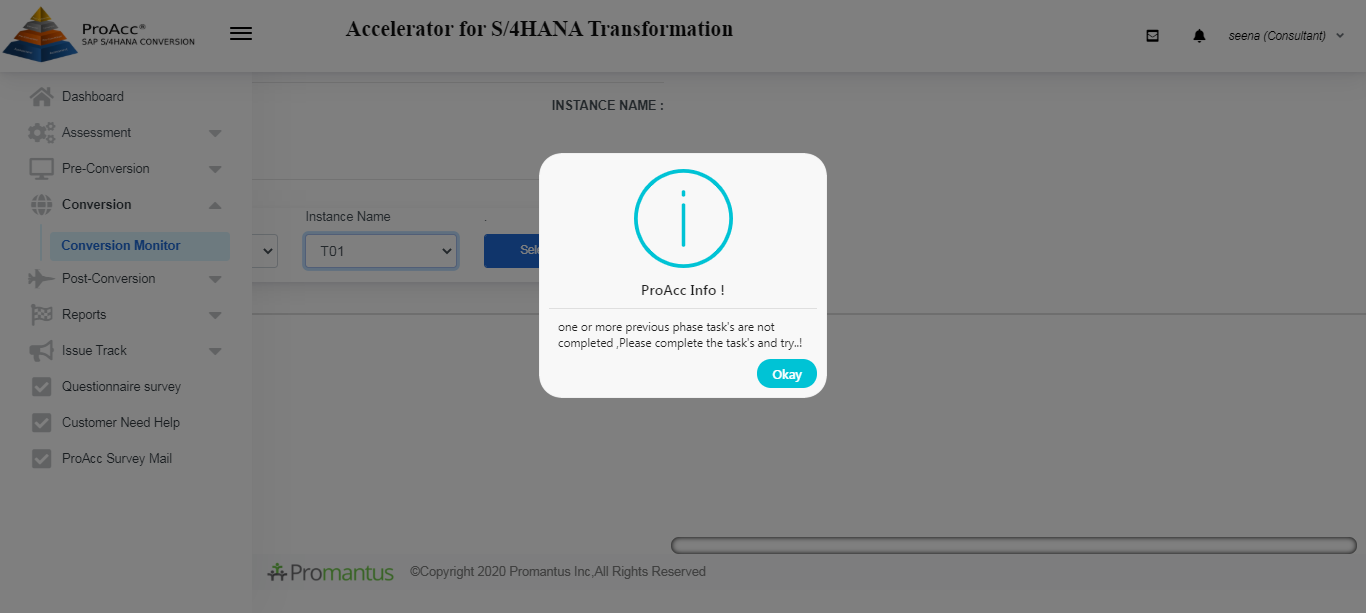 ProAcc®
SAP S/4HANA CONVERSION
Accelerator for S/4HANA Transformation
seena (Consultant)
Dashboard
Assessment
Pre-Conversion
Conversion
Conversion Monitor
Post-Conversion
Reports
Issue Track
Questionnaire survey
Customer Need Help
ProAcc Survey Mail
INSTANCE NAME :
Instance Name
.
T01
ProAcc Info !
one or more previous phase task's are not
completed ,Please complete the task's and try..!
Okay
Promantus
©Copyright 2020 Promantus Inc,All Rights Reserved